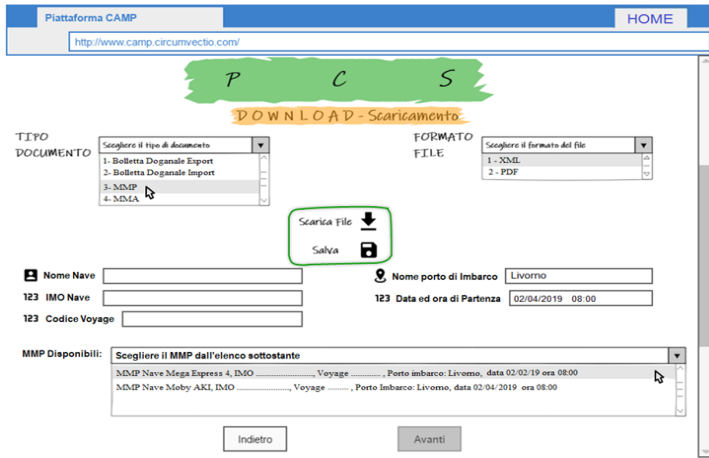 Piattaforma CAMP
HOME
http://www.camp.circumvectio.com/
P C S
DOWNLOAD-Scaricamento
TIPO DOCUMENTO
Scegliere il tipo di documento
1- Bolletta Doganale Export
2- Bolletta Doganale Import
3- MMP
4- MMA
FORMATO FILE
Scegliere il formato del file
1 - XML
2 - PDF
Scarica File
Salva
Nome Nave
Nome porto di Imbarco Livorno
123 IMO Nave
123 Data ed ora di Partenza 02/04/2019 08:00
123 Codice Voyage
MMP Disponibili: Scegliere il MMP dall'elenco sottostante
MMP Nave Mega Express 4, IMO ........................, Voyage ............ , Porto imbarco: Livorno, data 02/02/19 ora 08:00
MMP Nave Moby AKI, IMO ......................, Voyage ........ , Porto Imbarco: Livorno, data 02/04/2019 ora 08:00
Indietro
Avanti